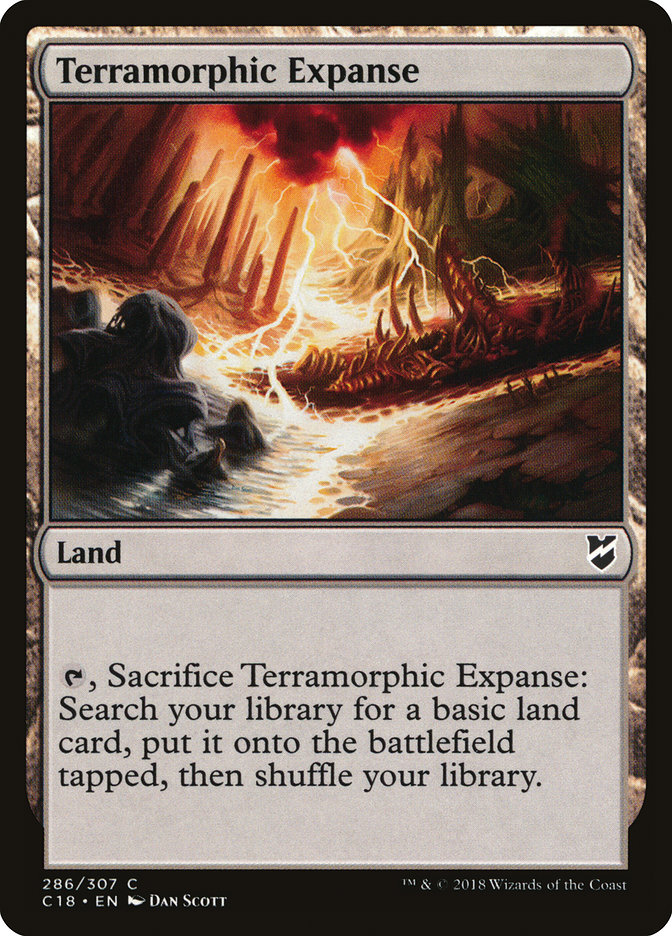 Terramorphic Expanse
Land
, Sacrifice Terramorphic Expanse:
Search your library for a basic land
card, put it onto the battlefield
tapped, then shuffle your library.
286/307 C
™ & © 2018 Wizards of the Coast
C18 • EN Dan Scott